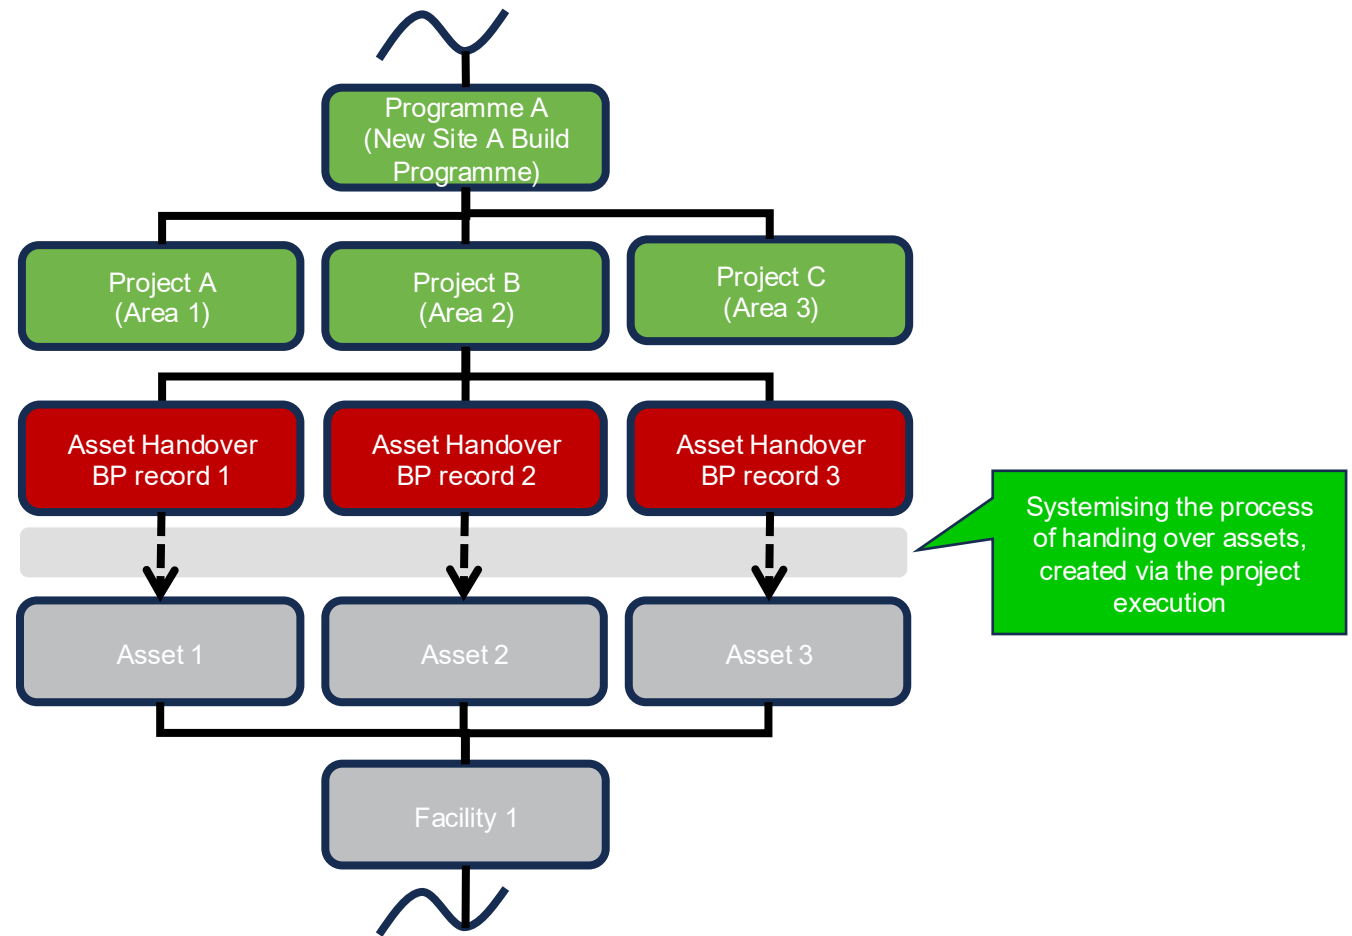 Programme A
(New Site A Build
Programme)
Project A
(Area 1)
Project B
(Area 2)
Project C
(Area 3)
Asset Handover
BP record 1
Asset Handover
BP record 2
Asset Handover
BP record 3
Systemising the process
of handing over assets,
created via the project
execution
Asset 1
Asset 2
Asset 3
Facility 1